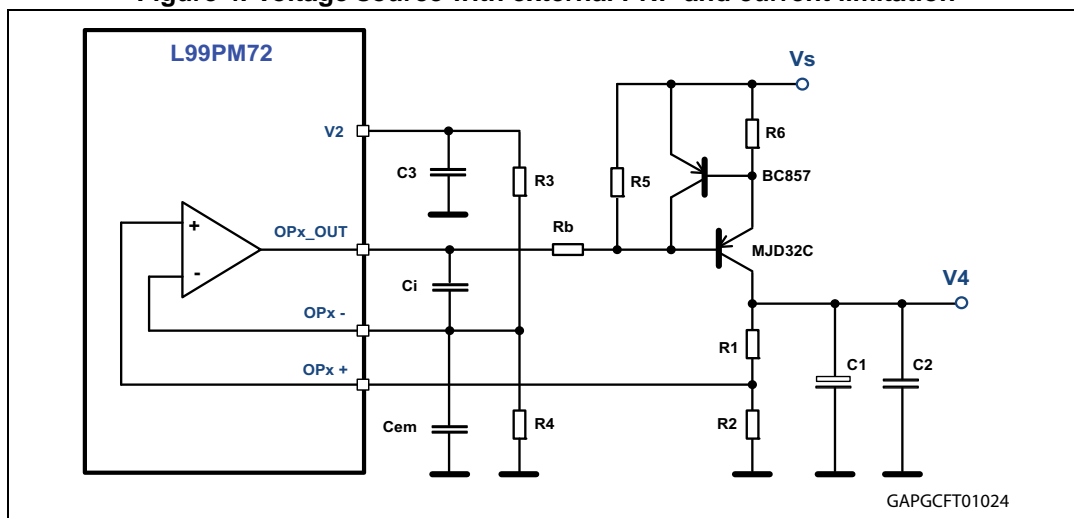 Figure 4. Voltage source with external PNP and current limitation
L99PM72
Vs
V2
R6
C3
R3
R5
BC857
OPx_OUT
Rb
MJD32C
+
-
Ci
V4
OPx -
R1
C1
C2
OPx +
Cem
R4
R2
GAPGCFT01024